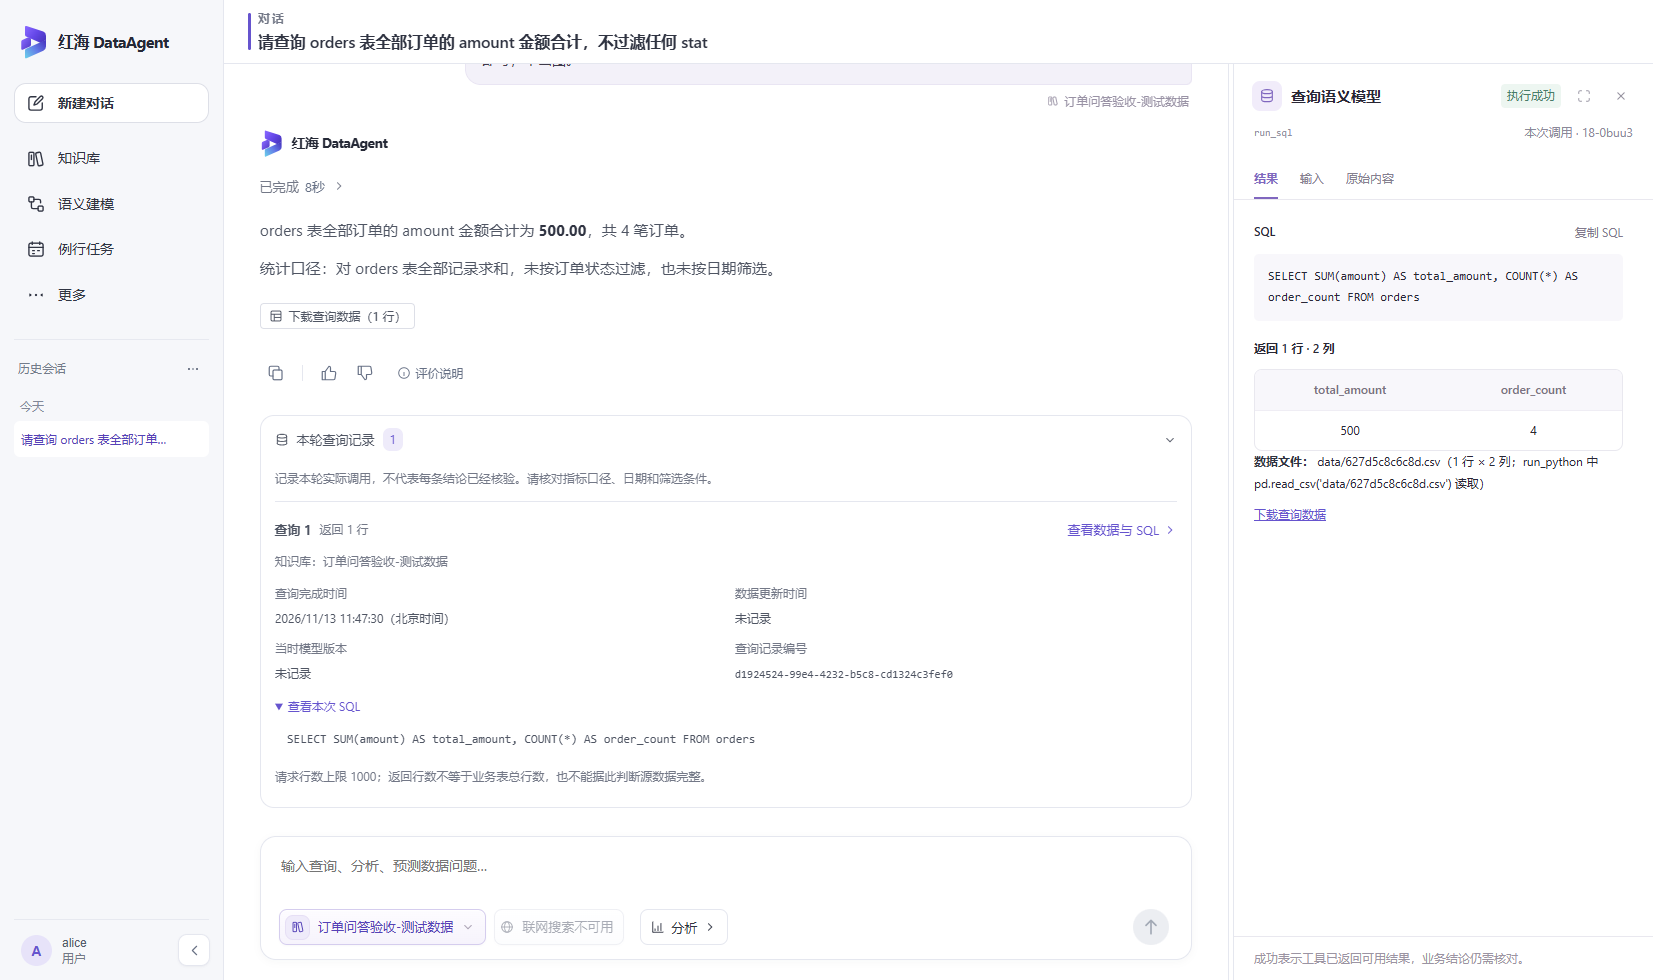 红海 DataAgent
新建对话
知识库
语义建模
例行任务
更多
历史会话
今天
请查询 orders 表全部订单...
A
alice
用户
对话
请查询 orders 表全部订单的 amount 金额合计，不过滤任何 stat
订单问答验收-测试数据
红海 DataAgent
已完成 8秒
orders 表全部订单的 amount 金额合计为 500.00，共 4 笔订单。
统计口径：对 orders 表全部记录求和，未按订单状态过滤，也未按日期筛选。
下载查询数据（1 行）
评价说明
本轮查询记录 1
记录本轮实际调用，不代表每条结论已经核验。请核对指标口径、日期和筛选条件。
查询 1 返回 1 行
查看数据与 SQL
知识库：订单问答验收-测试数据
查询完成时间
数据更新时间
2026/11/13 11:47:30（北京时间）
未记录
当时模型版本
查询记录编号
未记录
d1924524-99e4-4232-b5c8-cd1324c3fef0
▼ 查看本次 SQL
SELECT SUM(amount) AS total_amount, COUNT(*) AS order_count FROM orders
请求行数上限 1000；返回行数不等于业务表总行数，也不能据此判断源数据完整。
输入查询、分析、预测数据问题...
订单问答验收-测试数据
联网搜索不可用
分析
查询语义模型
执行成功
run_sql
本次调用 · 18-0buu3
结果
输入
原始内容
SQL
复制 SQL
SELECT SUM(amount) AS total_amount, COUNT(*) AS
order_count FROM orders
返回 1 行 · 2 列
total_amount order_count
500 4
数据文件： data/627d5c8c6c8d.csv（1 行 × 2 列；run_python 中
pd.read_csv('data/627d5c8c6c8d.csv') 读取）
下载查询数据
成功表示工具已返回可用结果，业务结论仍需核对。